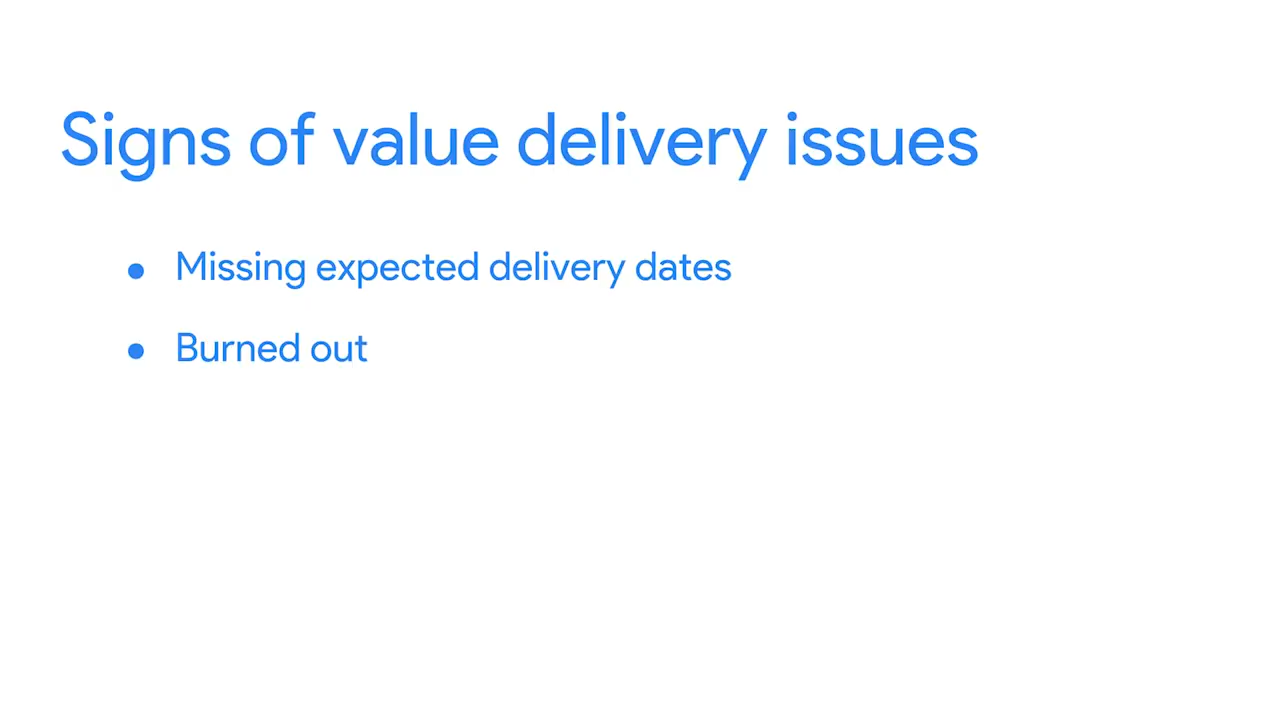 Signs of value delivery issues
● Missing expected delivery dates
● Burned out